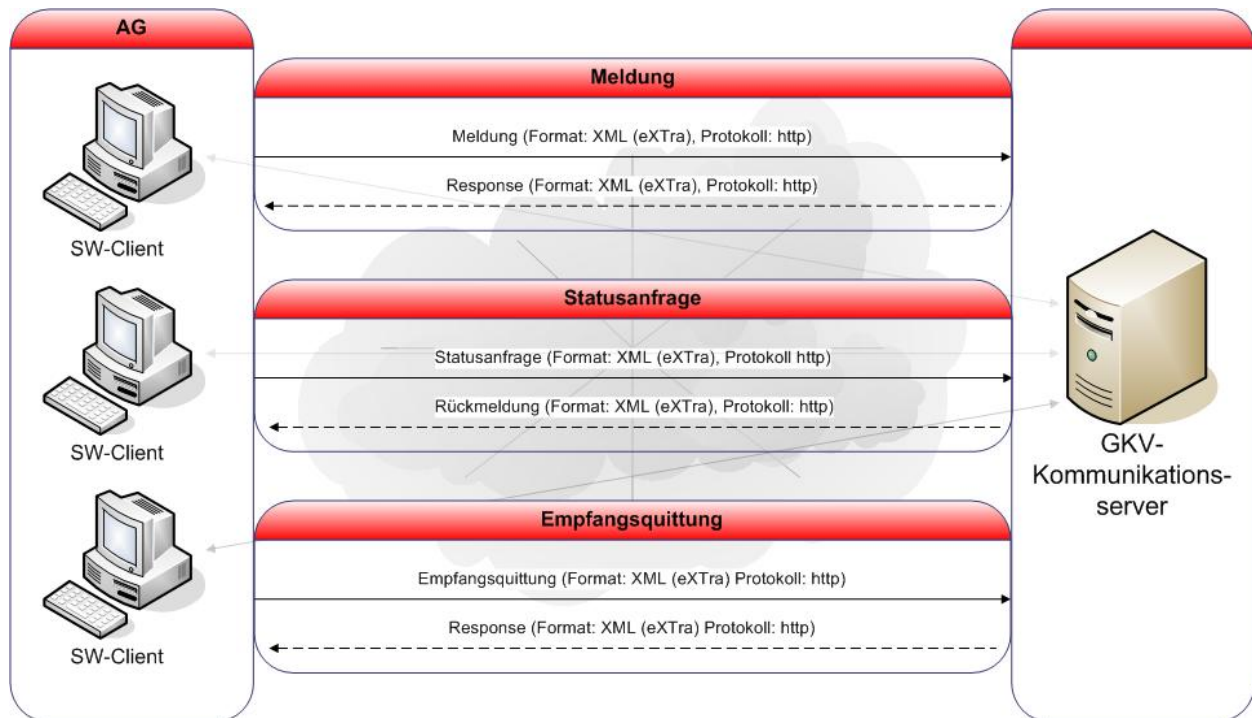 AG
Meldung
Meldung (Format: XML (eXTra), Protokoll: http)
Response (Format: XML (eXTra), Protokoll: http)
SW-Client
Statusanfrage
Statusanfrage (Format: XML (eXTra), Protokoll http)
Rückmeldung (Format: XML (eXTra), Protokoll: http)
SW-Client
GKV-
Kommunikations-
server
Empfangsquittung
Empfangsquittung (Format: XML (eXTra) Protokoll: http)
Response (Format: XML (eXTra) Protokoll: http)
SW-Client